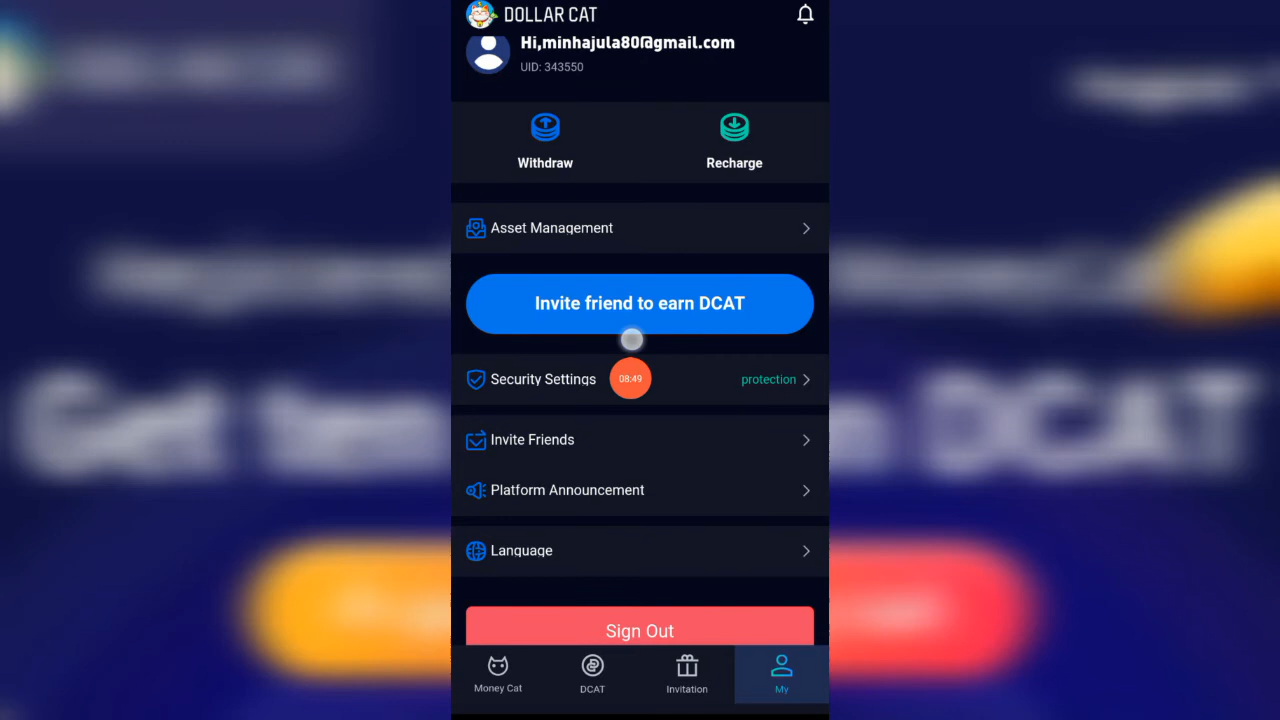 DOLLAR CAT
Hi,minhajula80@gmail.com
UID: 343550
Withdraw
Recharge
Asset Management
Invite friend to earn DCAT
Security Settings
08:49
protection
Invite Friends
Platform Announcement
Language
Sign Out
Money Cat
DCAT
Invitation
My